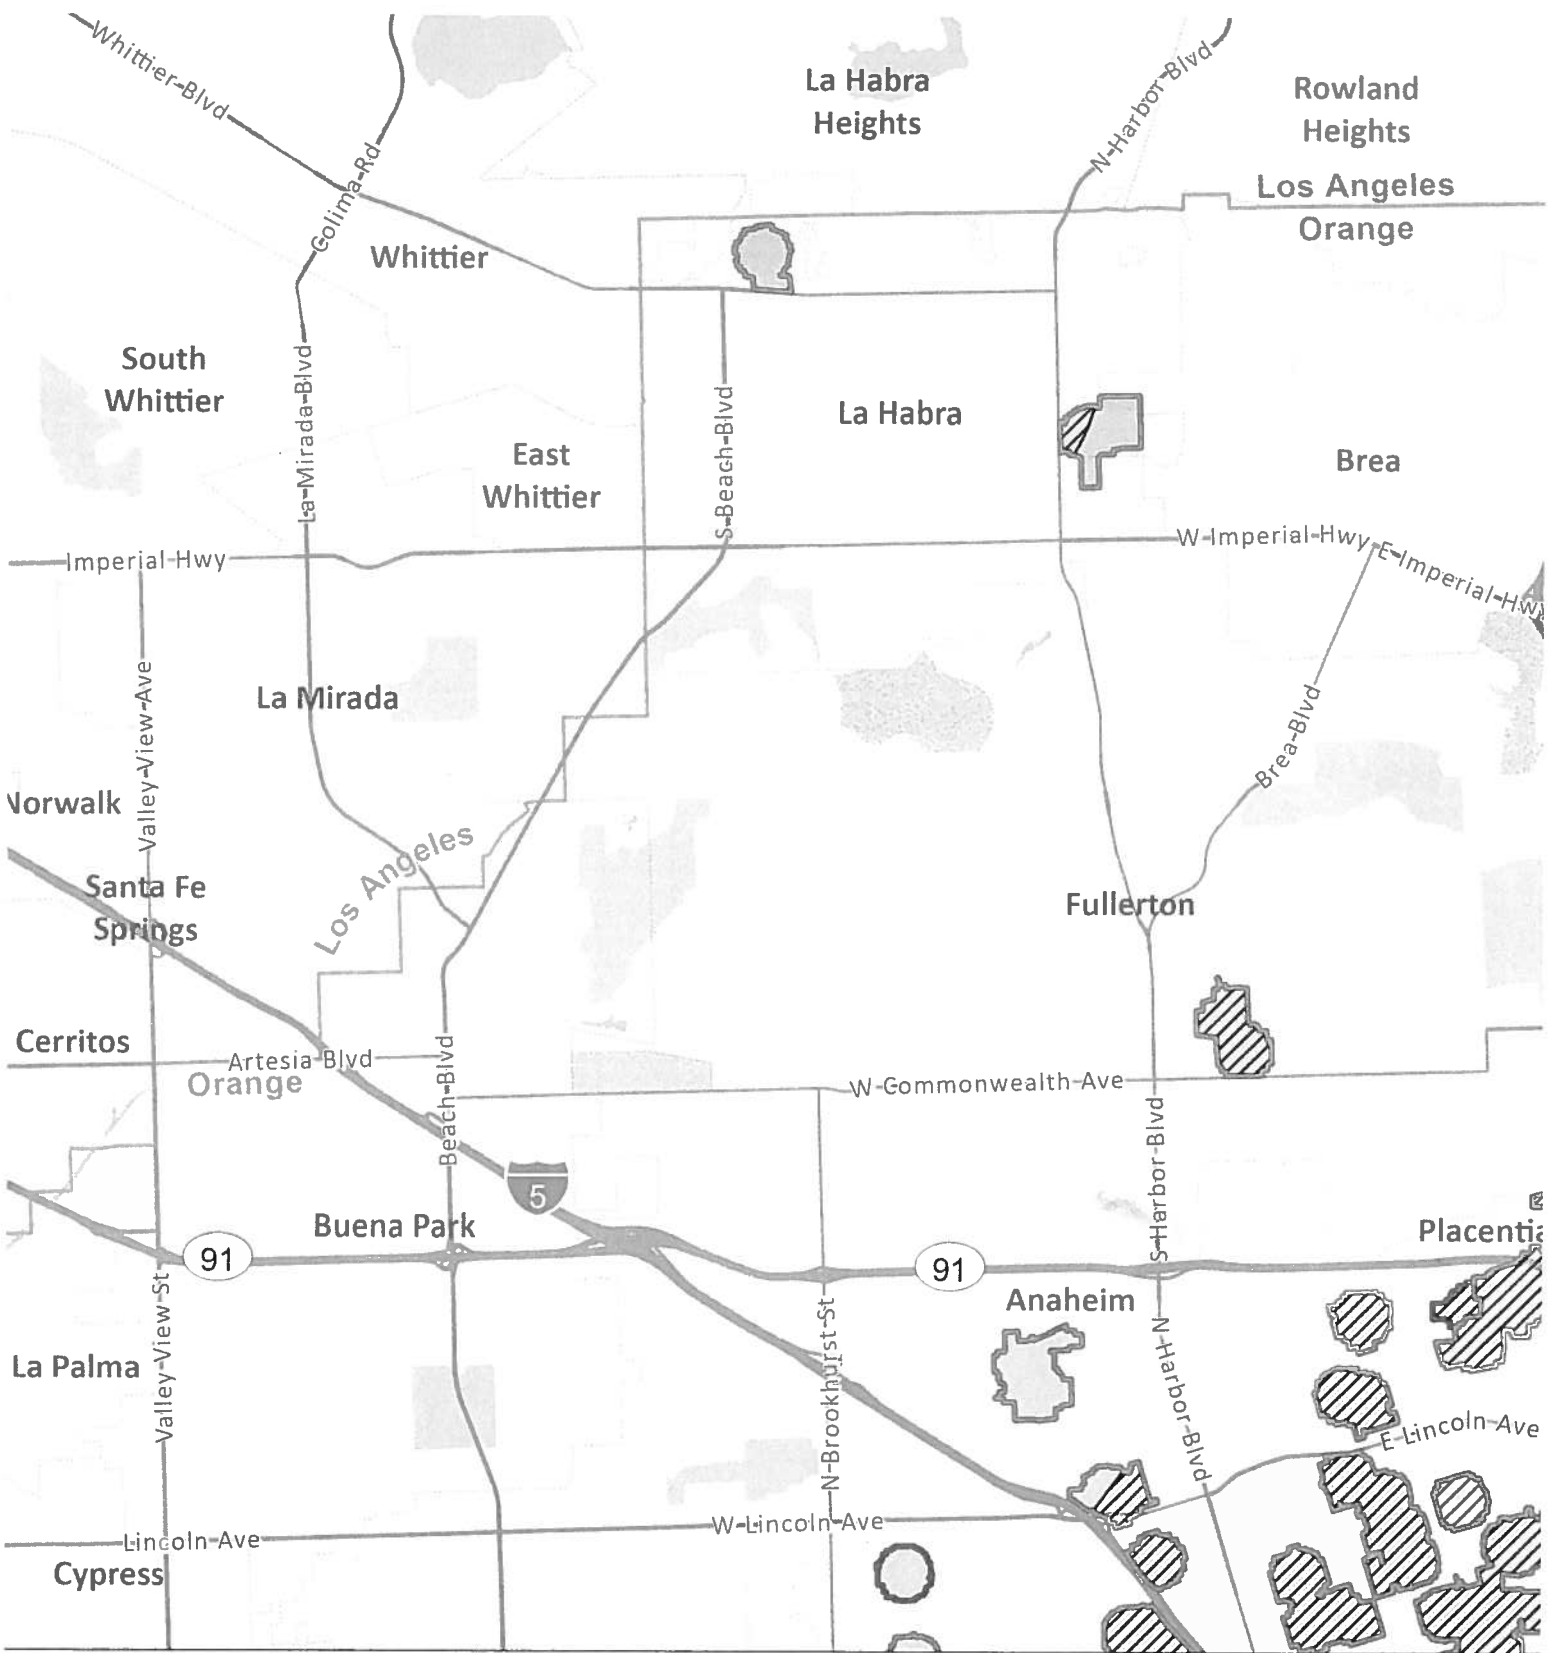 Whittier-Blvd
Colima-Rd
La Habra
Heights
N-Harbor-Blvd
Rowland
Heights
Los Angeles
Orange
Whittier
South
Whittier
La-Mirada-Blvd
East
Whittier
S-Beach-Blvd
La Habra
Brea
Imperial-Hwy
W-Imperial-Hwy
E-Imperial-Hwy
Valley-View-Ave
La Mirada
Brea-Blvd
Norwalk
Los Angeles
Santa Fe
Springs
Fullerton
Cerritos
Artesia Blvd
Orange
Beach-Blvd
W-Commonwealth-Ave
S-Harbor-Blvd
5
Buena Park
91
91
Placentia
Anaheim
La Palma
Valley-View-St
N-Brookhurst-St
N-Harbor-Blvd
E-Lincoln-Ave
Lincoln-Ave
W-Lincoln-Ave
Cypress